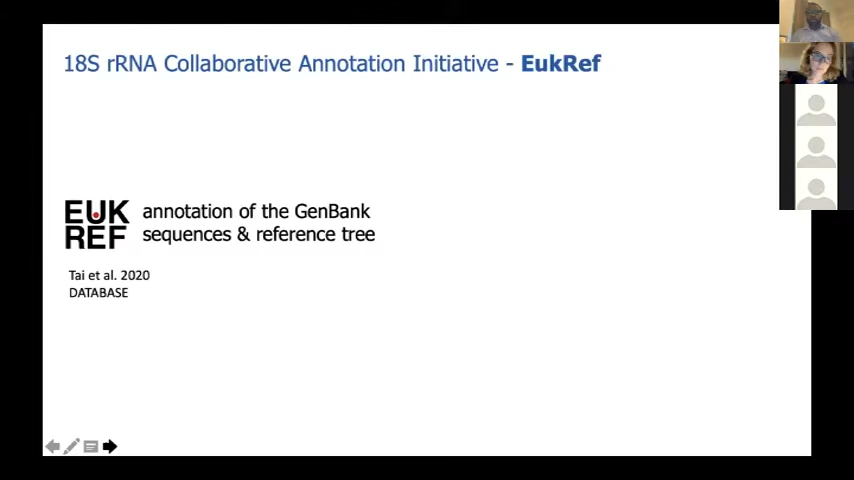 18S rRNA Collaborative Annotation Initiative - EukRef
EUK
REF
annotation of the GenBank
sequences & reference tree
Tai et al. 2020
DATABASE